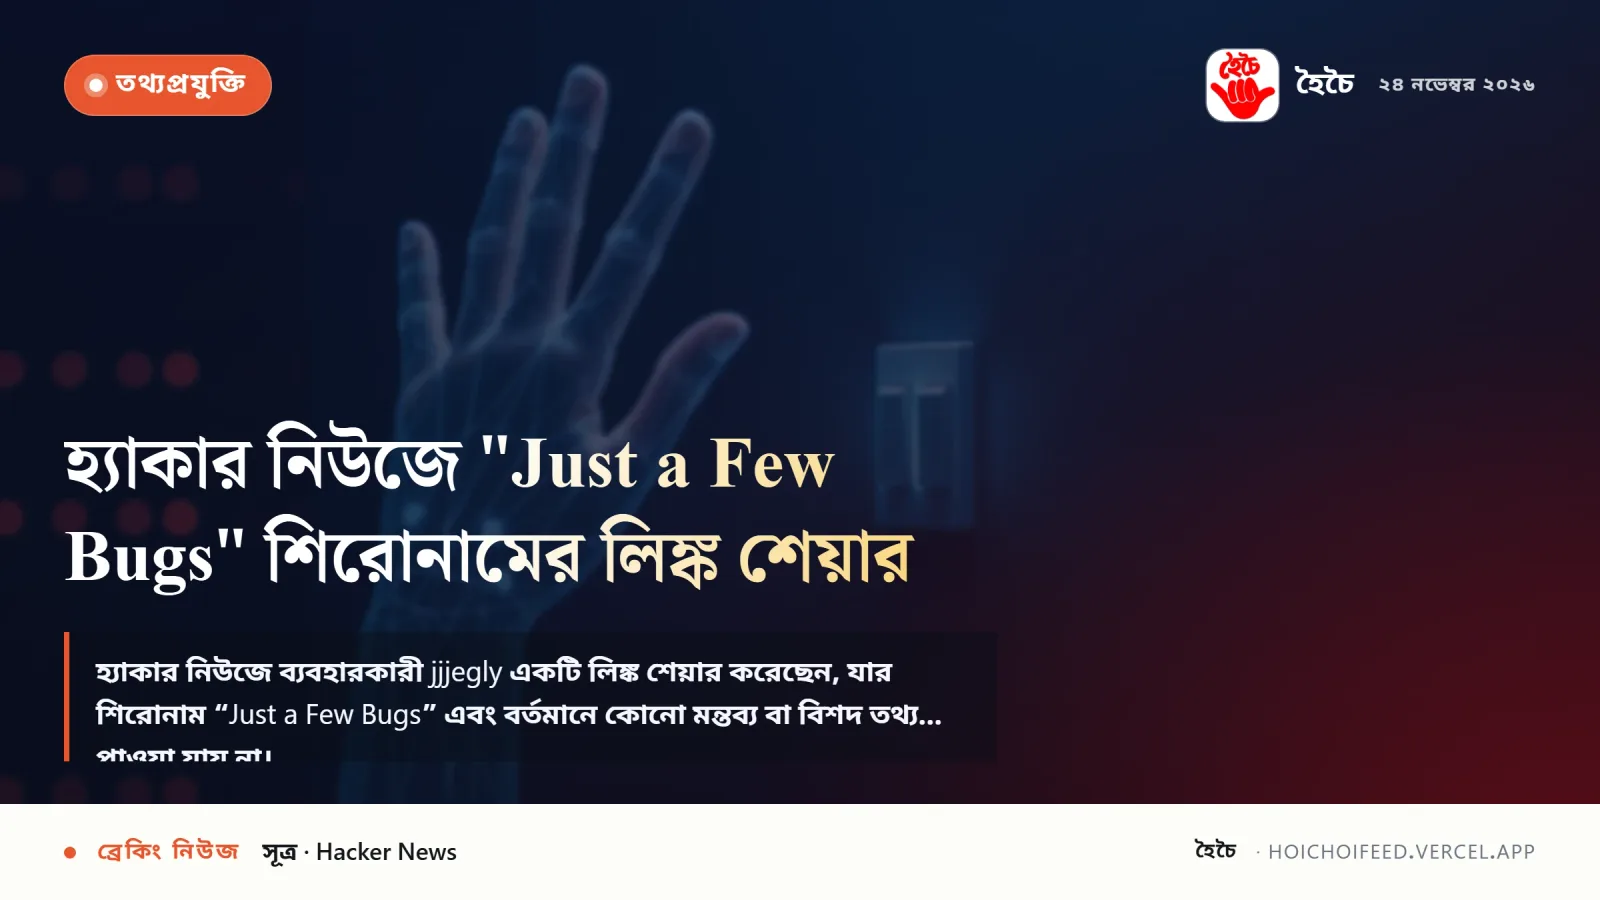 তথ্যপ্রযুক্তি
হৈচৈ
হৈচৈ
২৪ নভেম্বর ২০২৬
হ্যাকার নিউজে "Just a Few
Bugs" শিরোনামের লিঙ্ক শেয়ার
হ্যাকার নিউজে ব্যবহারকারী jjjegly একটি লিঙ্ক শেয়ার করেছেন, যার
শিরোনাম “Just a Few Bugs” এবং বর্তমানে কোনো মন্তব্য বা বিশদ তথ্য...
পাওয়া যায় না।
ব্রেকিং নিউজ
সূত্র · Hacker News
হৈচৈ
· HOICHOIFEED.VERCEL.APP